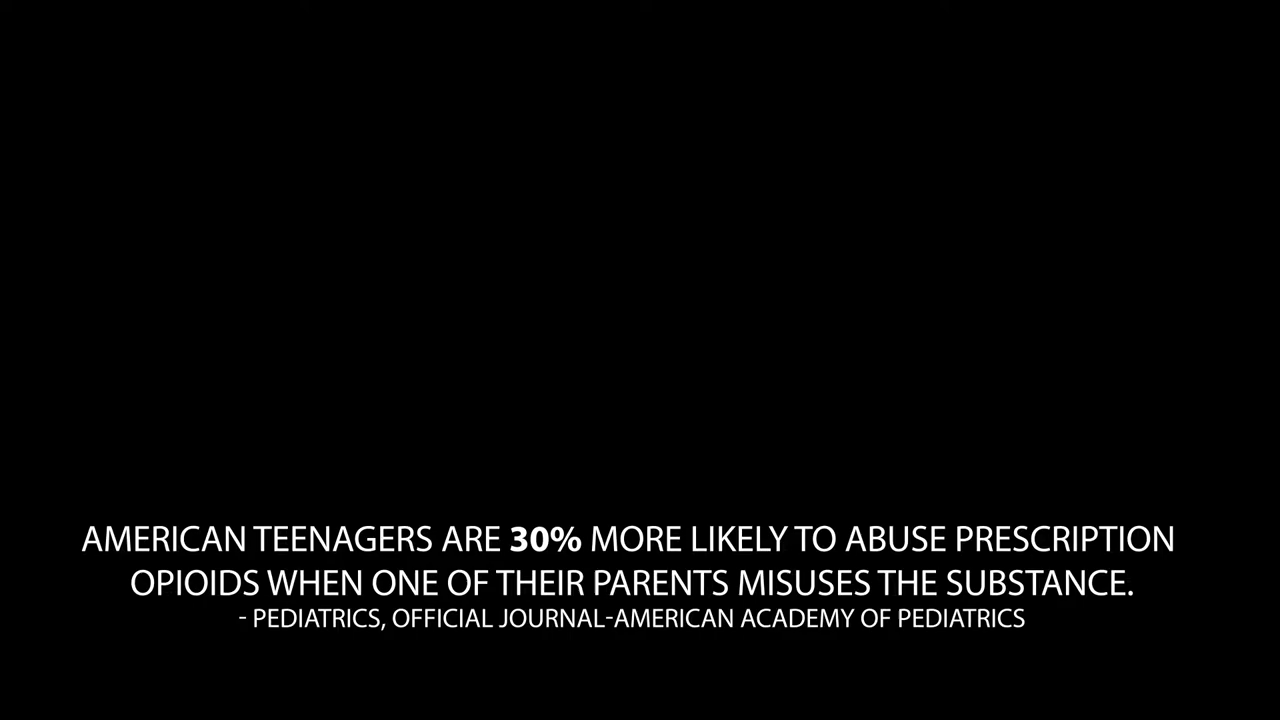 AMERICAN TEENAGERS ARE 30% MORE LIKELY TO ABUSE PRESCRIPTION
OPIOIDS WHEN ONE OF THEIR PARENTS MISUSES THE SUBSTANCE.
- PEDIATRICS, OFFICIAL JOURNAL-AMERICAN ACADEMY OF PEDIATRICS